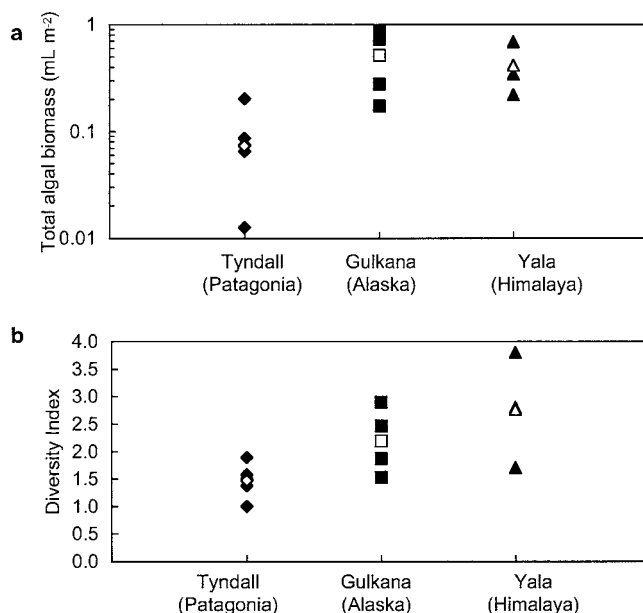 a
Total algal biomass (mL m-2)
1
0.1
0.01
Tyndall Gulkana Yala
(Patagonia) (Alaska) (Himalaya)
b
Diversity Index
4.0
3.5
3.0
2.5
2.0
1.5
1.0
0.5
0.0
Tyndall Gulkana Yala
(Patagonia) (Alaska) (Himalaya)